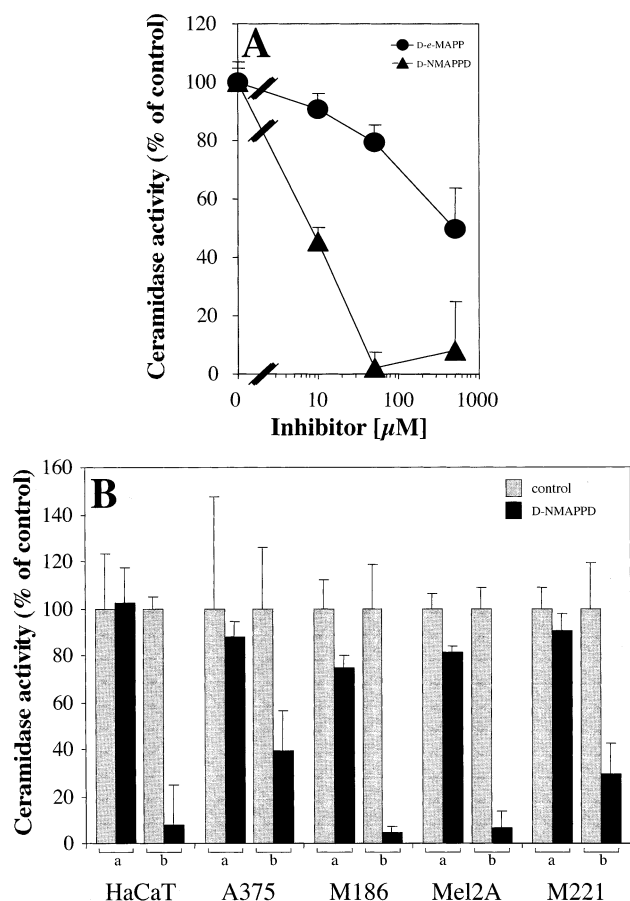 A
Ceramidase activity (% of control)
120
100
80
60
40
20
0
D-e-MAPP
D-NMAPPD
0 10 100 1000
Inhibitor [µM]
B
Ceramidase activity (% of control)
160
140
120
100
80
60
40
20
0
control
D-NMAPPD
a b a b a b a b a b
HaCaT A375 M186 Mel2A M221